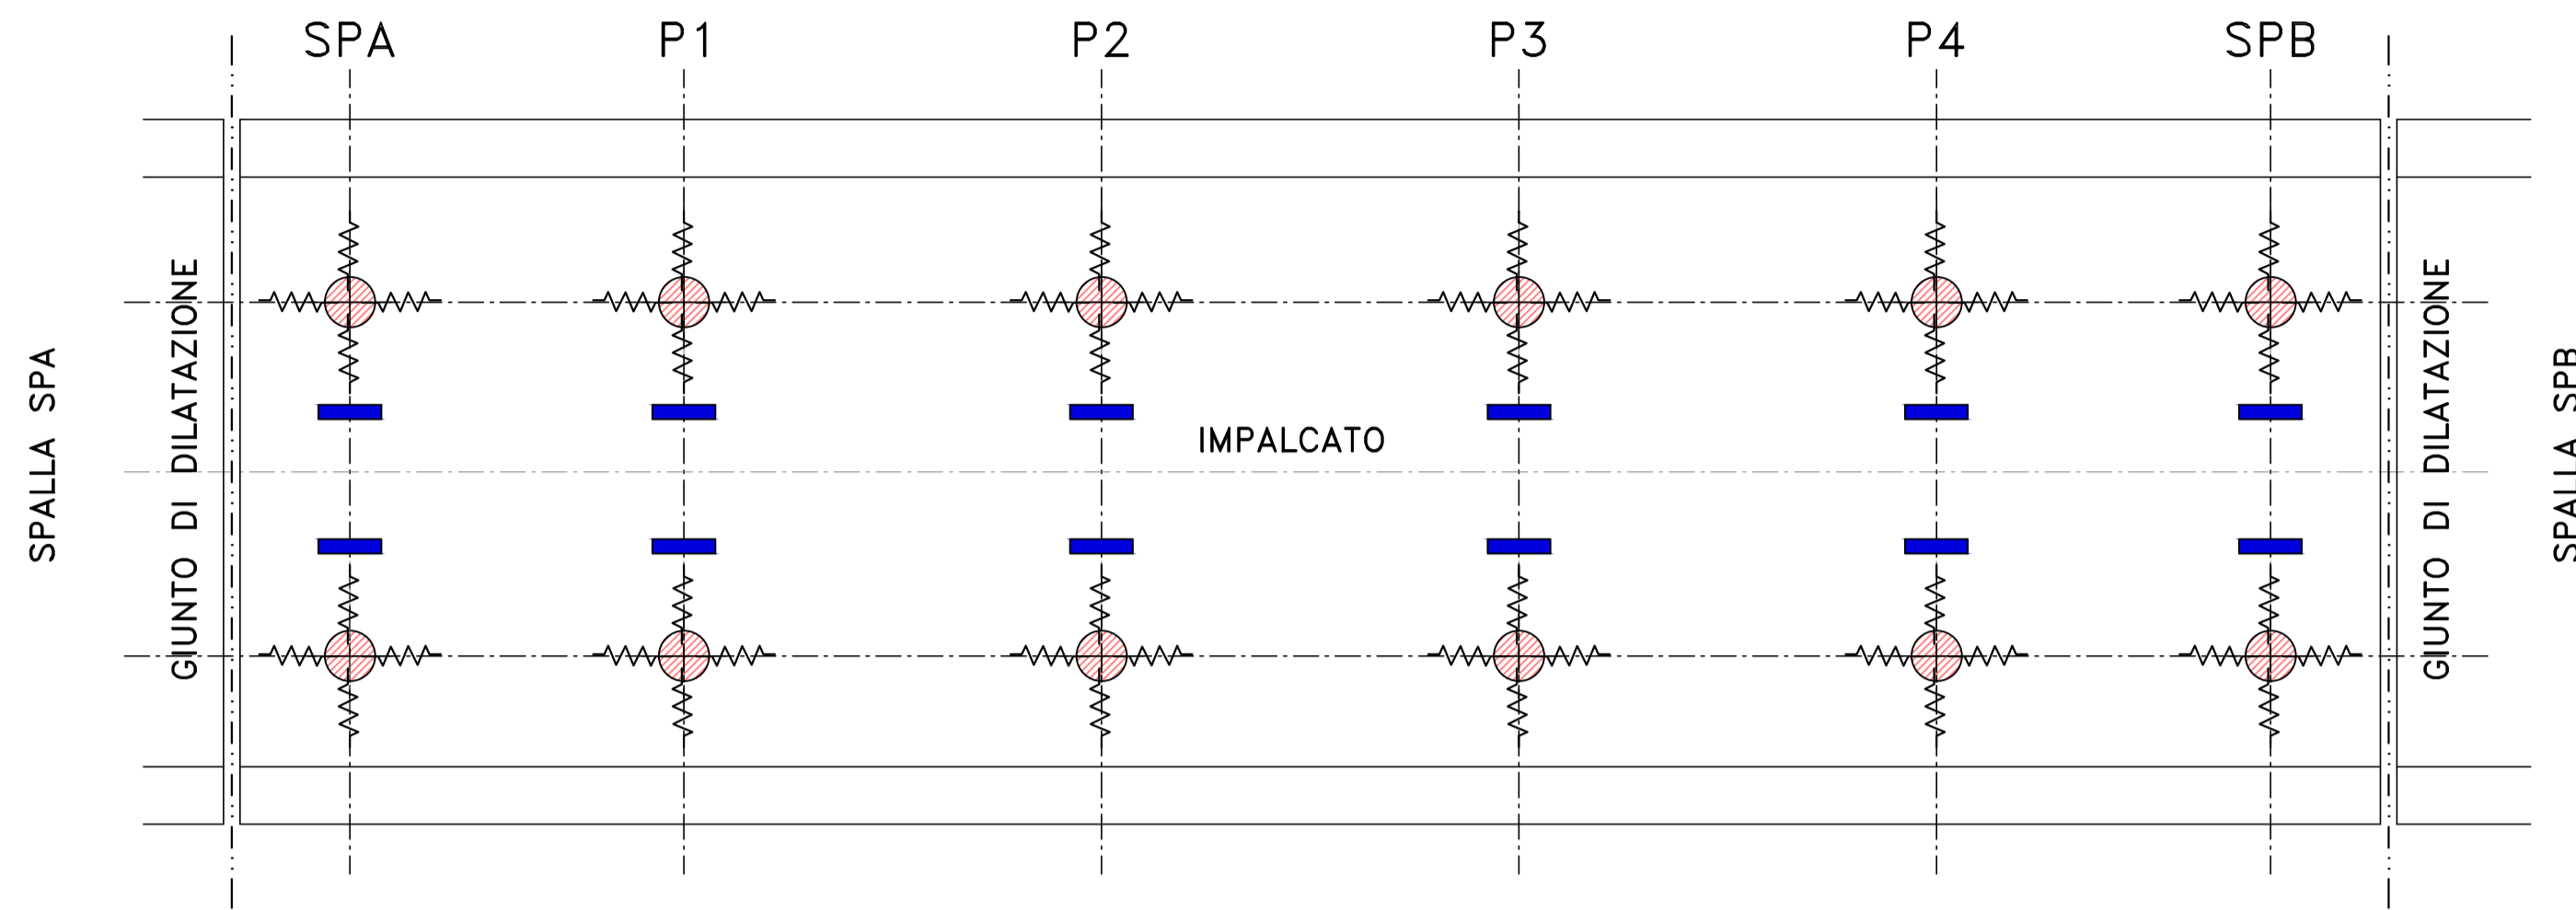 SPA
P1
P2
P3
P4
SPB
SPALLA SPA
GIUNTO DI DILATAZIONE
IMPALCATO
GIUNTO DI DILATAZIONE
SPALLA SPB